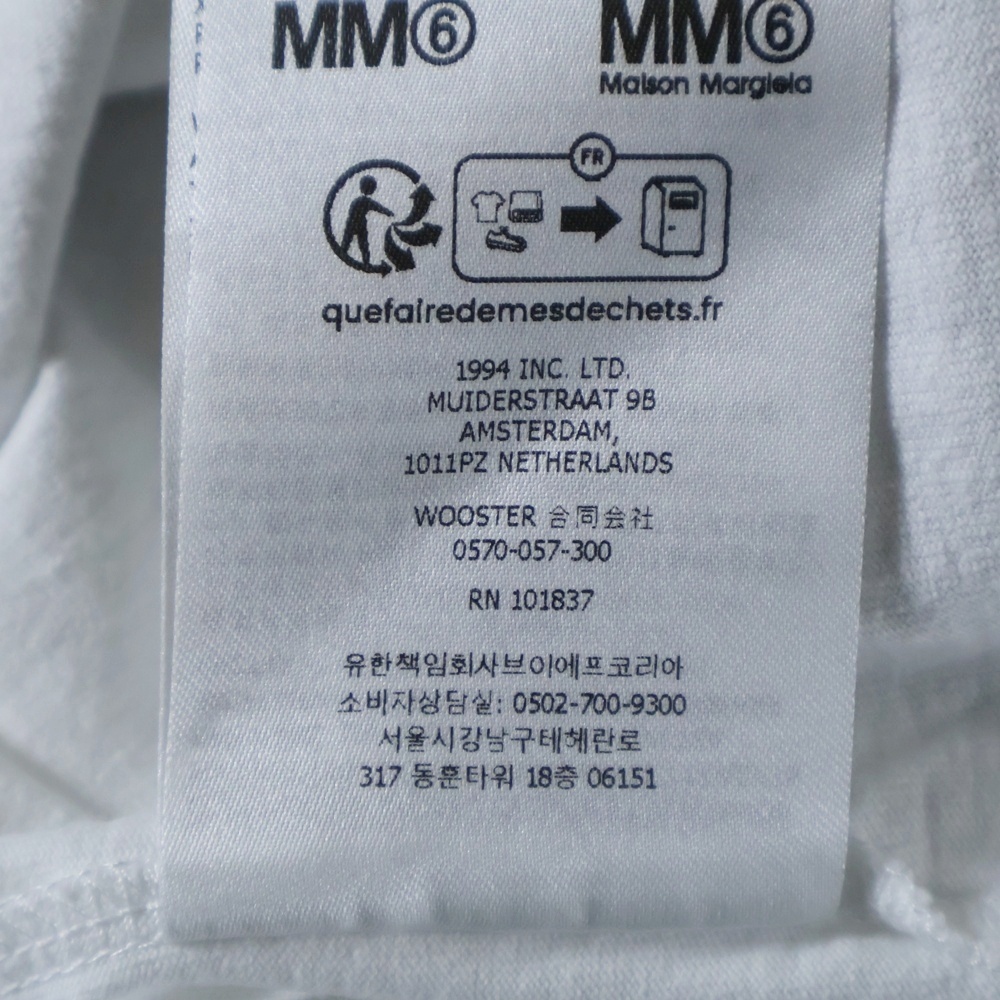 MM⑥ MM⑥
Maison Margiela
FR
quefairedemesdechets.fr
1994 INC. LTD.
MUIDERSTRAAT 9B
AMSTERDAM,
1011PZ NETHERLANDS
WOOSTER 合同会社
0570-057-300
RN 101837
유한책임회사브이에프코리아
소비자상담실: 0502-700-9300
서울시강남구테헤란로
317 동훈타워 18층 06151